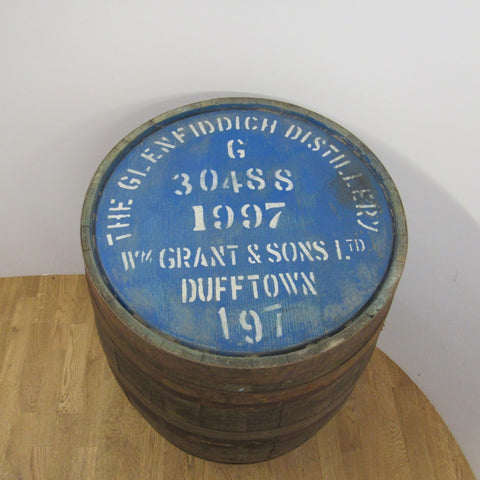 THE GLENFIDDICH DISTILLERY
G
30488
1997
WM GRANT & SONS LTD
DUFFTOWN
197